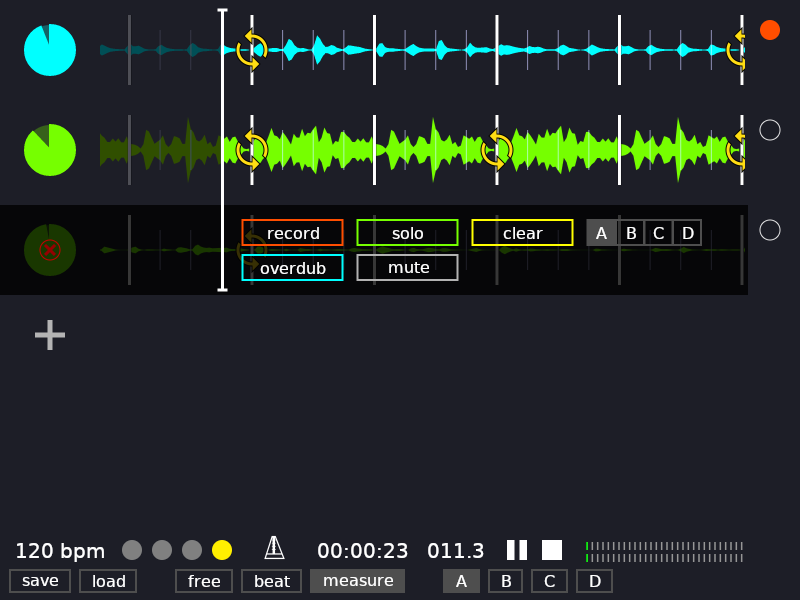 record solo clear A B C D
overdub mute
120 bpm 00:00:23 011.3
save load free beat measure A B C D